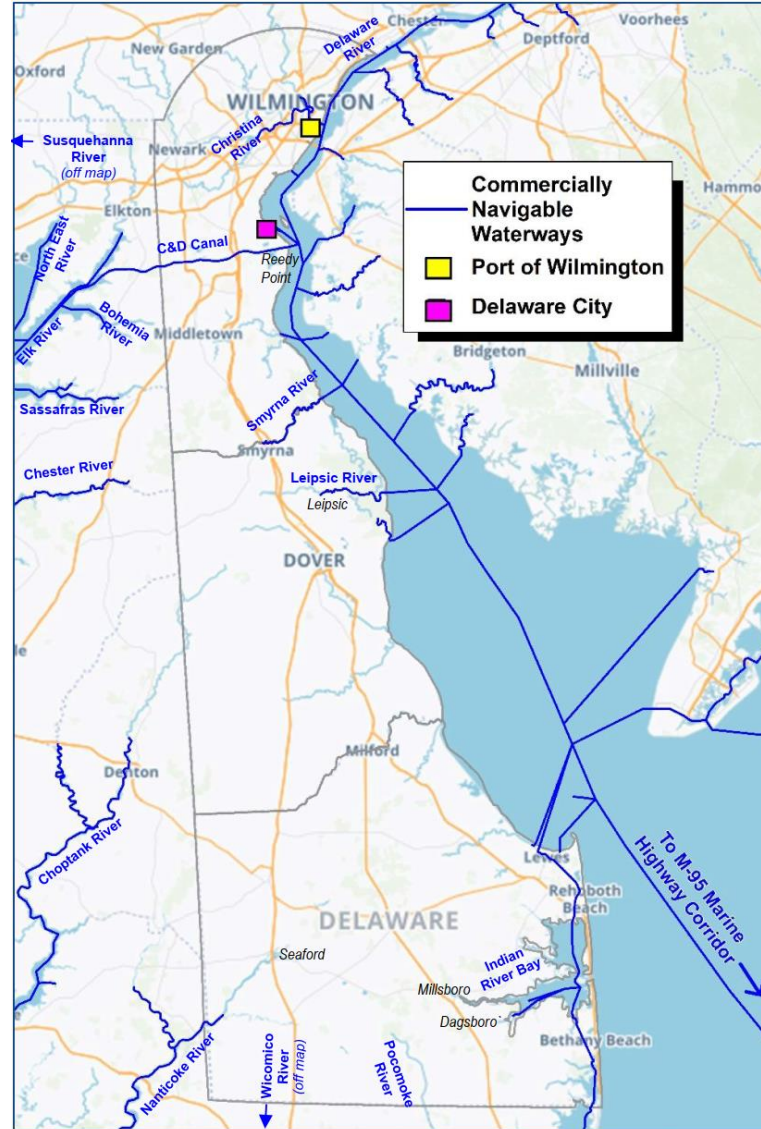 Chester
Voorhees
Delaware
River
Deptford
New Garden
Oxford
WILMINGTON
Christina
River
Susquehanna
River
(off map)
Newark
Commercially
Navigable
Waterways
Port of Wilmington
Delaware City
Hammo
Elkton
North East
River
C&D Canal
Reedy
Point
Bohemia
River
Elk River
Middletown
Bridgeton
Millville
Sassafras River
Smyrna River
Smyrna
Chester River
Leipsic River
Leipsic
DOVER
le
Milford
Denton
Choptank River
To M-95 Marine
Highway Corridor
Lewes
Rehoboth
Beach
DELAWARE
Seaford
Indian
River Bay
Millsboro
Dagsboro
Bethany Beach
Nanticoke River
Wicomico
River
(off map)
Pocomoke
River